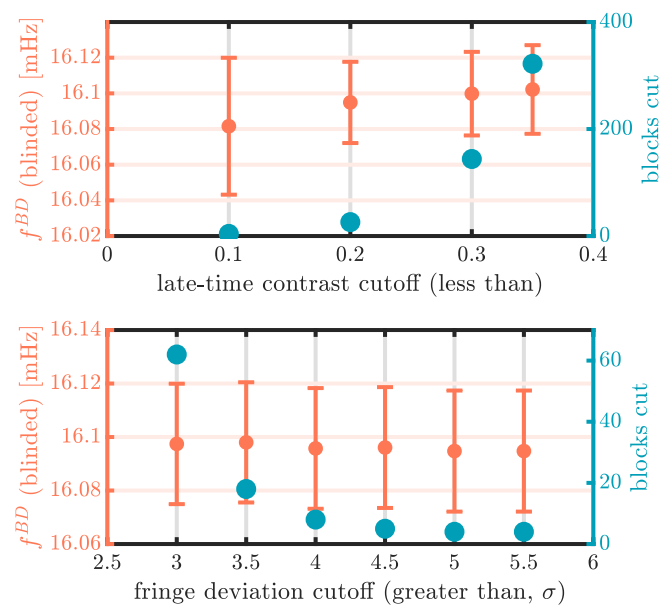 16.12
16.1
16.08
16.06
16.04
16.02
f^{BD} (blinded) [mHz]
400
200
0
blocks cut
0 0.1 0.2 0.3 0.4
late-time contrast cutoff (less than)
16.14
16.12
16.1
16.08
16.06
f^{BD} (blinded) [mHz]
60
40
20
0
blocks cut
2.5 3 3.5 4 4.5 5 5.5 6
fringe deviation cutoff (greater than, σ)